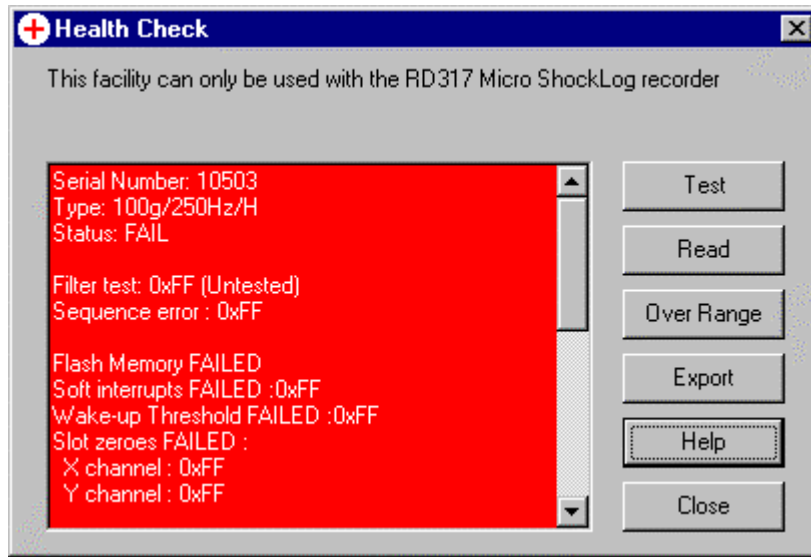 Health Check
This facility can only be used with the RD317 Micro ShockLog recorder
Serial Number: 10503
Type: 100g/250Hz/H
Status: FAIL
Filter test: 0xFF (Untested)
Sequence error : 0xFF
Flash Memory FAILED
Soft interrupts FAILED :0xFF
Wake-up Threshold FAILED :0xFF
Slot zeroes FAILED :
X channel : 0xFF
Y channel : 0xFF
Test
Read
Over Range
Export
Help
Close